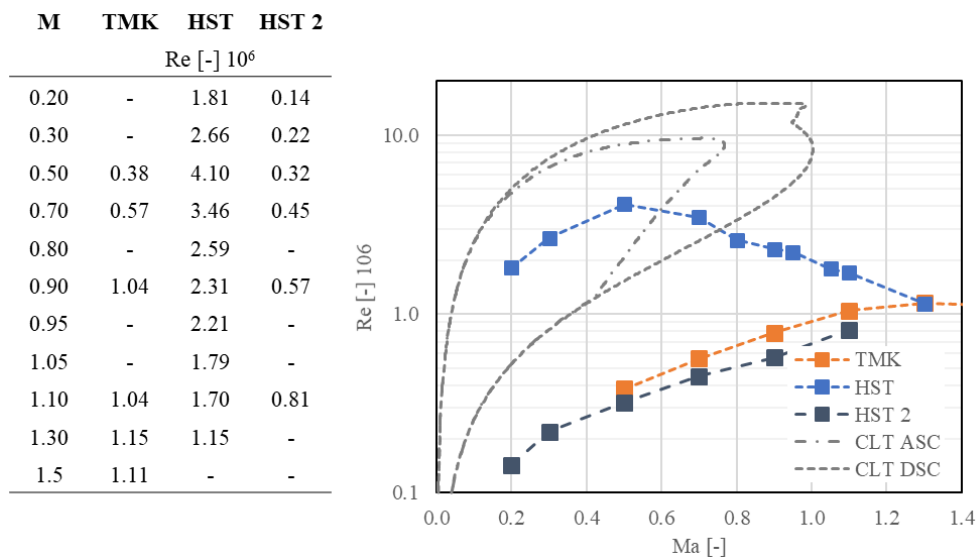 M TMK HST HST 2
Re [-] 10⁶
0.20 - 1.81 0.14
0.30 - 2.66 0.22
0.50 0.38 4.10 0.32
0.70 0.57 3.46 0.45
0.80 - 2.59 -
0.90 1.04 2.31 0.57
0.95 - 2.21 -
1.05 - 1.79 -
1.10 1.04 1.70 0.81
1.30 1.15 1.15 -
1.5 1.11 - -
Re [-] 106
10.0
1.0
0.1
TMK
HST
HST 2
CLT ASC
CLT DSC
0.0 0.2 0.4 0.6 0.8 1.0 1.2 1.4
Ma [-]